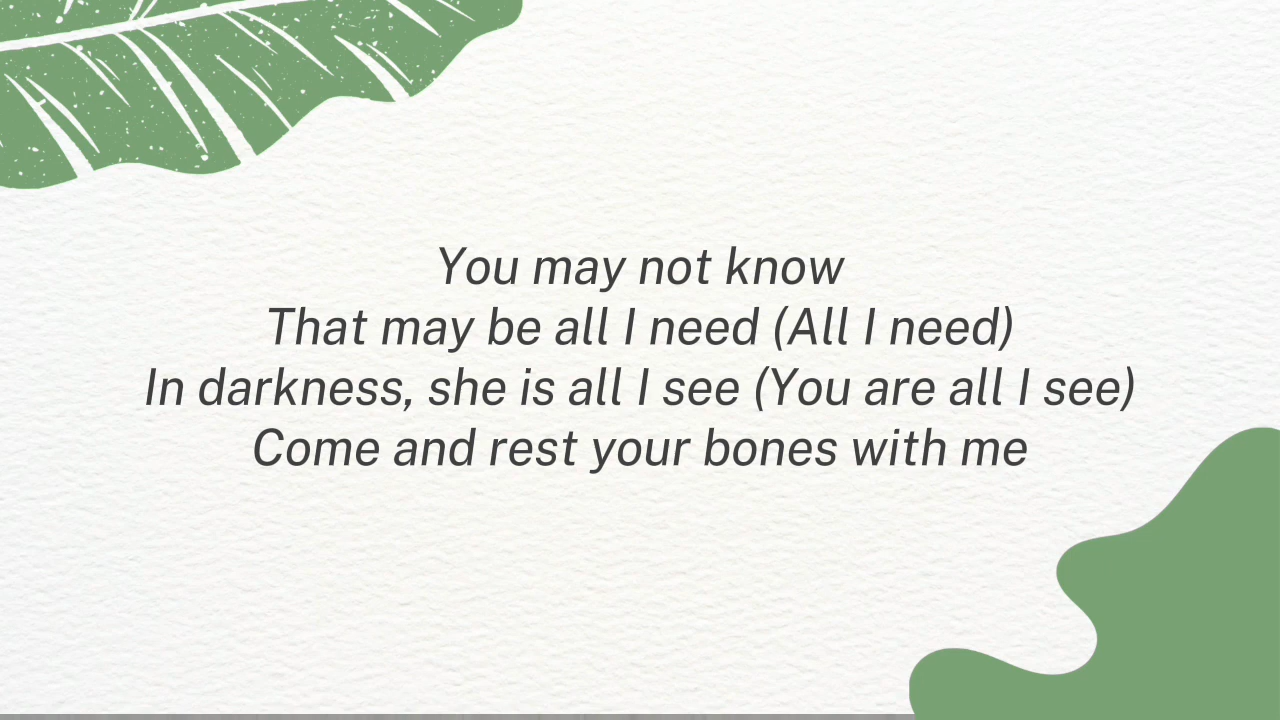 You may not know
That may be all I need (All I need)
In darkness, she is all I see (You are all I see)
Come and rest your bones with me